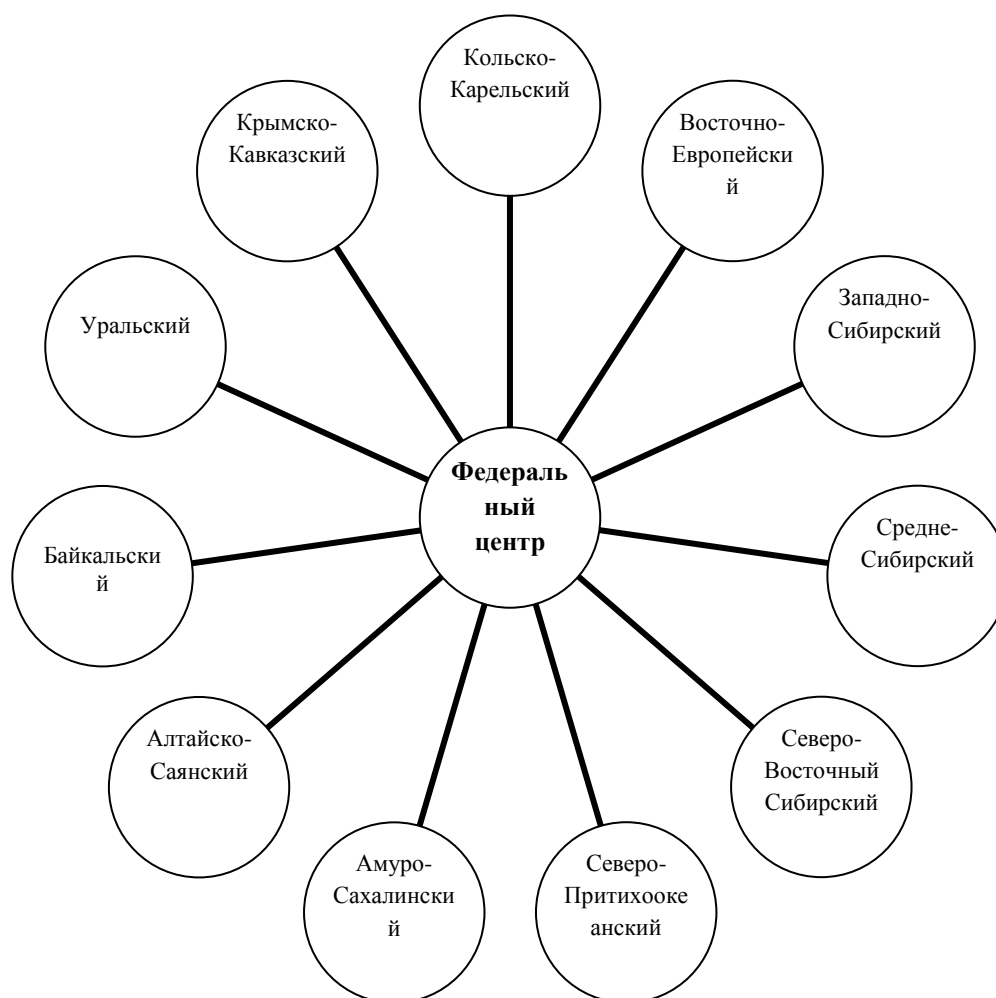 Кольско-
Карельский
Восточно-
Европейски
й
Западно-
Сибирский
Средне-
Сибирский
Северо-
Восточный
Сибирский
Северо-
Притихооке
анский
Амуро-
Сахалински
й
Алтайско-
Саянский
Байкальски
й
Уральский
Крымско-
Кавказский
Федераль
ный
центр